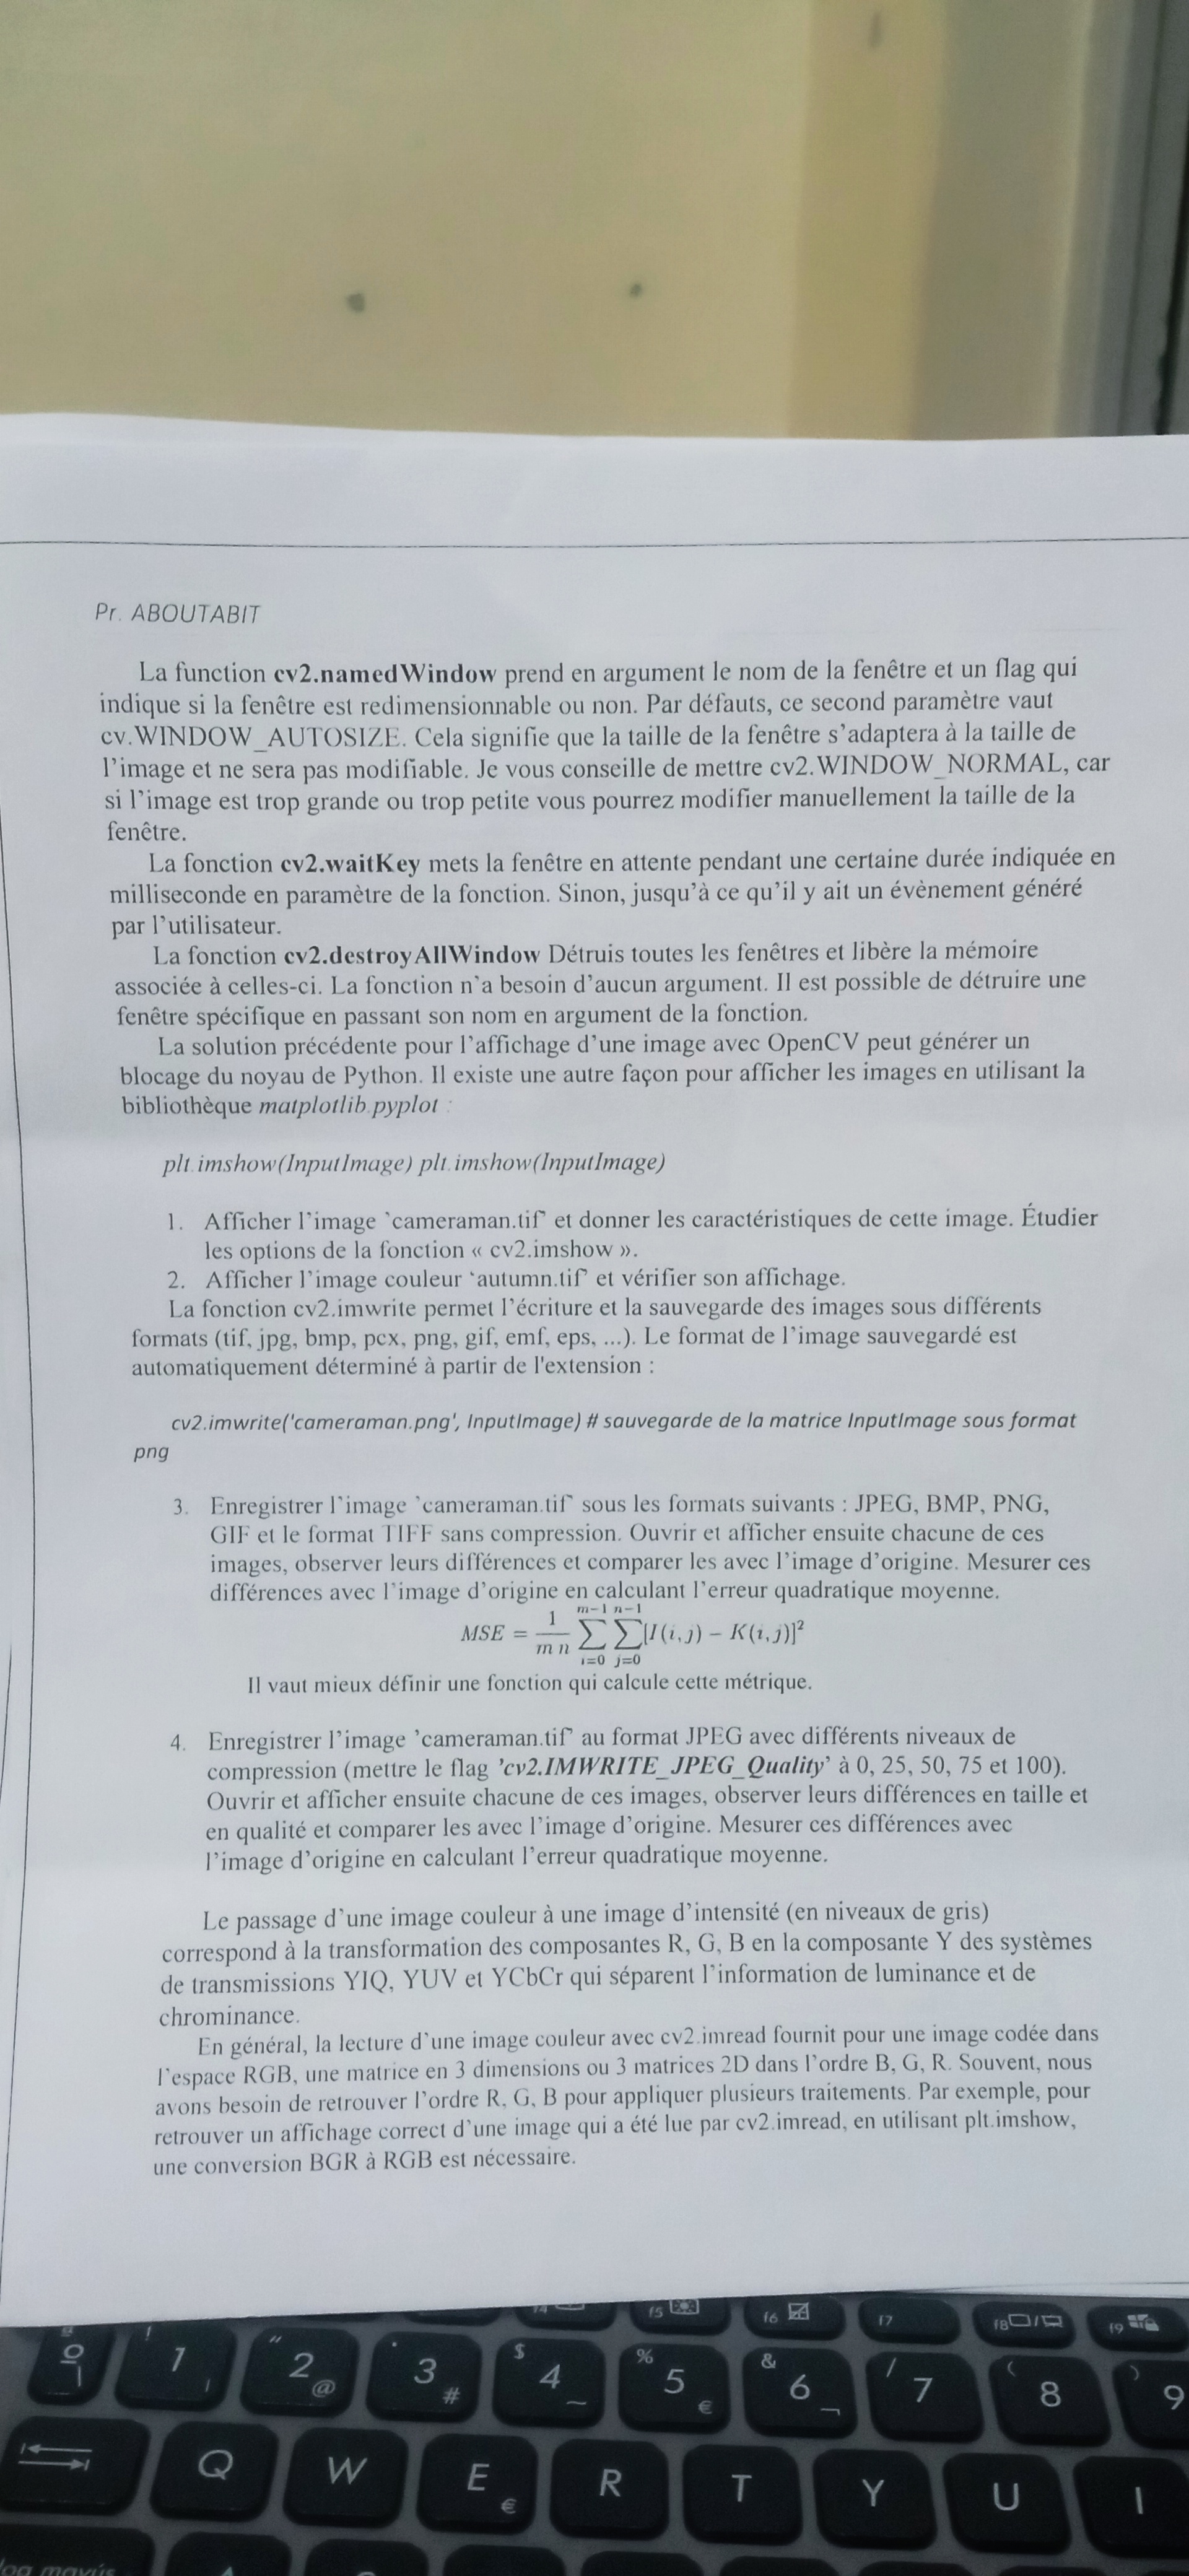 Pr. ABOUTABIT
La function cv2.namedWindow prend en argument le nom de la fenêtre et un flag qui
indique si la fenêtre est redimensionnable ou non. Par défauts, ce second paramètre vaut
cv.WINDOW_AUTOSIZE. Cela signifie que la taille de la fenêtre s'adaptera à la taille de
l'image et ne sera pas modifiable. Je vous conseille de mettre cv2.WINDOW_NORMAL, car
si l'image est trop grande ou trop petite vous pourrez modifier manuellement la taille de la
fenêtre.
La fonction cv2.waitKey mets la fenêtre en attente pendant une certaine durée indiquée en
milliseconde en paramètre de la fonction. Sinon, jusqu'à ce qu'il y ait un évènement généré
par l'utilisateur.
La fonction cv2.destroyAllWindow Détruis toutes les fenêtres et libère la mémoire
associée à celles-ci. La fonction n'a besoin d'aucun argument. Il est possible de détruire une
fenêtre spécifique en passant son nom en argument de la fonction.
La solution précédente pour l'affichage d'une image avec OpenCV peut générer un
blocage du noyau de Python. Il existe une autre façon pour afficher les images en utilisant la
bibliothèque matplotlib.pyplot :
plt.imshow(InputImage) plt.imshow(InputImage)
1. Afficher l'image 'cameraman.tif' et donner les caractéristiques de cette image. Étudier
les options de la fonction « cv2.imshow ».
2. Afficher l'image couleur 'autumn.tif' et vérifier son affichage.
La fonction cv2.imwrite permet l'écriture et la sauvegarde des images sous différents
formats (tif, jpg, bmp, pcx, png, gif, emf, eps, ...). Le format de l'image sauvegardé est
automatiquement déterminé à partir de l'extension :
cv2.imwrite('cameraman.png', InputImage) # sauvegarde de la matrice InputImage sous format
png
3. Enregistrer l'image 'cameraman.tif' sous les formats suivants : JPEG, BMP, PNG,
GIF et le format TIFF sans compression. Ouvrir et afficher ensuite chacune de ces
images, observer leurs différences et comparer les avec l'image d'origine. Mesurer ces
différences avec l'image d'origine en calculant l'erreur quadratique moyenne.
MSE = 1/(m n) ∑_{i=0}^{m-1} ∑_{j=0}^{n-1} [I(i,j) − K(i,j)]²
Il vaut mieux définir une fonction qui calcule cette métrique.
4. Enregistrer l'image 'cameraman.tif' au format JPEG avec différents niveaux de
compression (mettre le flag 'cv2.IMWRITE_JPEG_Quality' à 0, 25, 50, 75 et 100).
Ouvrir et afficher ensuite chacune de ces images, observer leurs différences en taille et
en qualité et comparer les avec l'image d'origine. Mesurer ces différences avec
l'image d'origine en calculant l'erreur quadratique moyenne.
Le passage d'une image couleur à une image d'intensité (en niveaux de gris)
correspond à la transformation des composantes R, G, B en la composante Y des systèmes
de transmissions YIQ, YUV et YCbCr qui séparent l'information de luminance et de
chrominance.
En général, la lecture d'une image couleur avec cv2.imread fournit pour une image codée dans
l'espace RGB, une matrice en 3 dimensions ou 3 matrices 2D dans l'ordre B, G, R. Souvent, nous
avons besoin de retrouver l'ordre R, G, B pour appliquer plusieurs traitements. Par exemple, pour
retrouver un affichage correct d'une image qui a été lue par cv2.imread, en utilisant plt.imshow,
une conversion BGR à RGB est nécessaire.
f5 f6 f7 f8 f9
! 1 " 2 @ · 3 # $ 4 % 5 € & 6 ¬ / 7 ( 8 ) 9
Q W E € R T Y U I